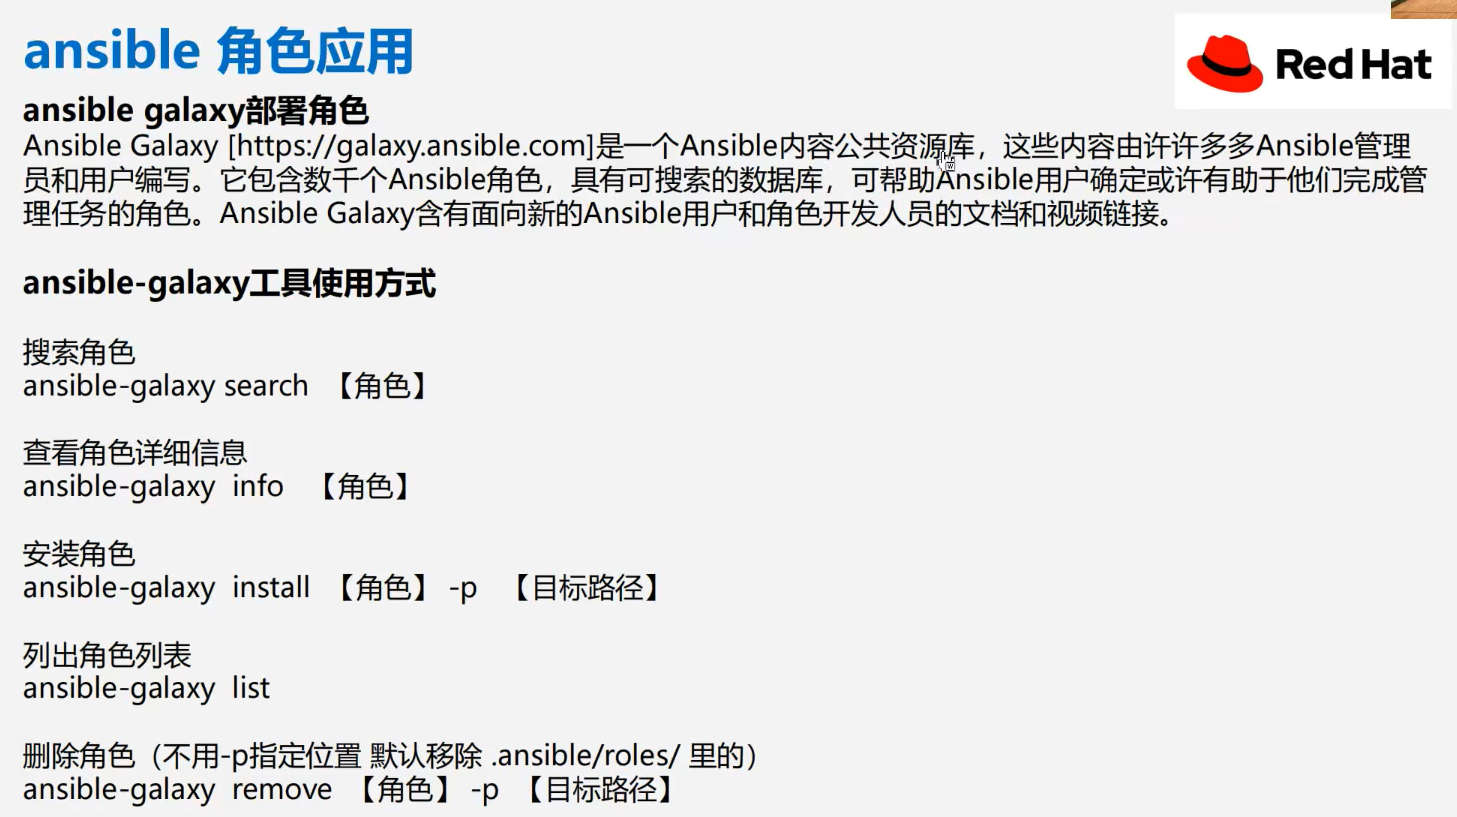 ansible 角色应用
Red Hat
ansible galaxy部署角色
Ansible Galaxy [https://galaxy.ansible.com]是一个Ansible内容公共资源库，这些内容由许许多多Ansible管理
员和用户编写。它包含数千个Ansible角色，具有可搜索的数据库，可帮助Ansible用户确定或许有助于他们完成管
理任务的角色。Ansible Galaxy含有面向新的Ansible用户和角色开发人员的文档和视频链接。
ansible-galaxy工具使用方式
搜索角色
ansible-galaxy search 【角色】
查看角色详细信息
ansible-galaxy info 【角色】
安装角色
ansible-galaxy install 【角色】 -p 【目标路径】
列出角色列表
ansible-galaxy list
删除角色（不用-p指定位置 默认移除 .ansible/roles/ 里的）
ansible-galaxy remove 【角色】 -p 【目标路径】